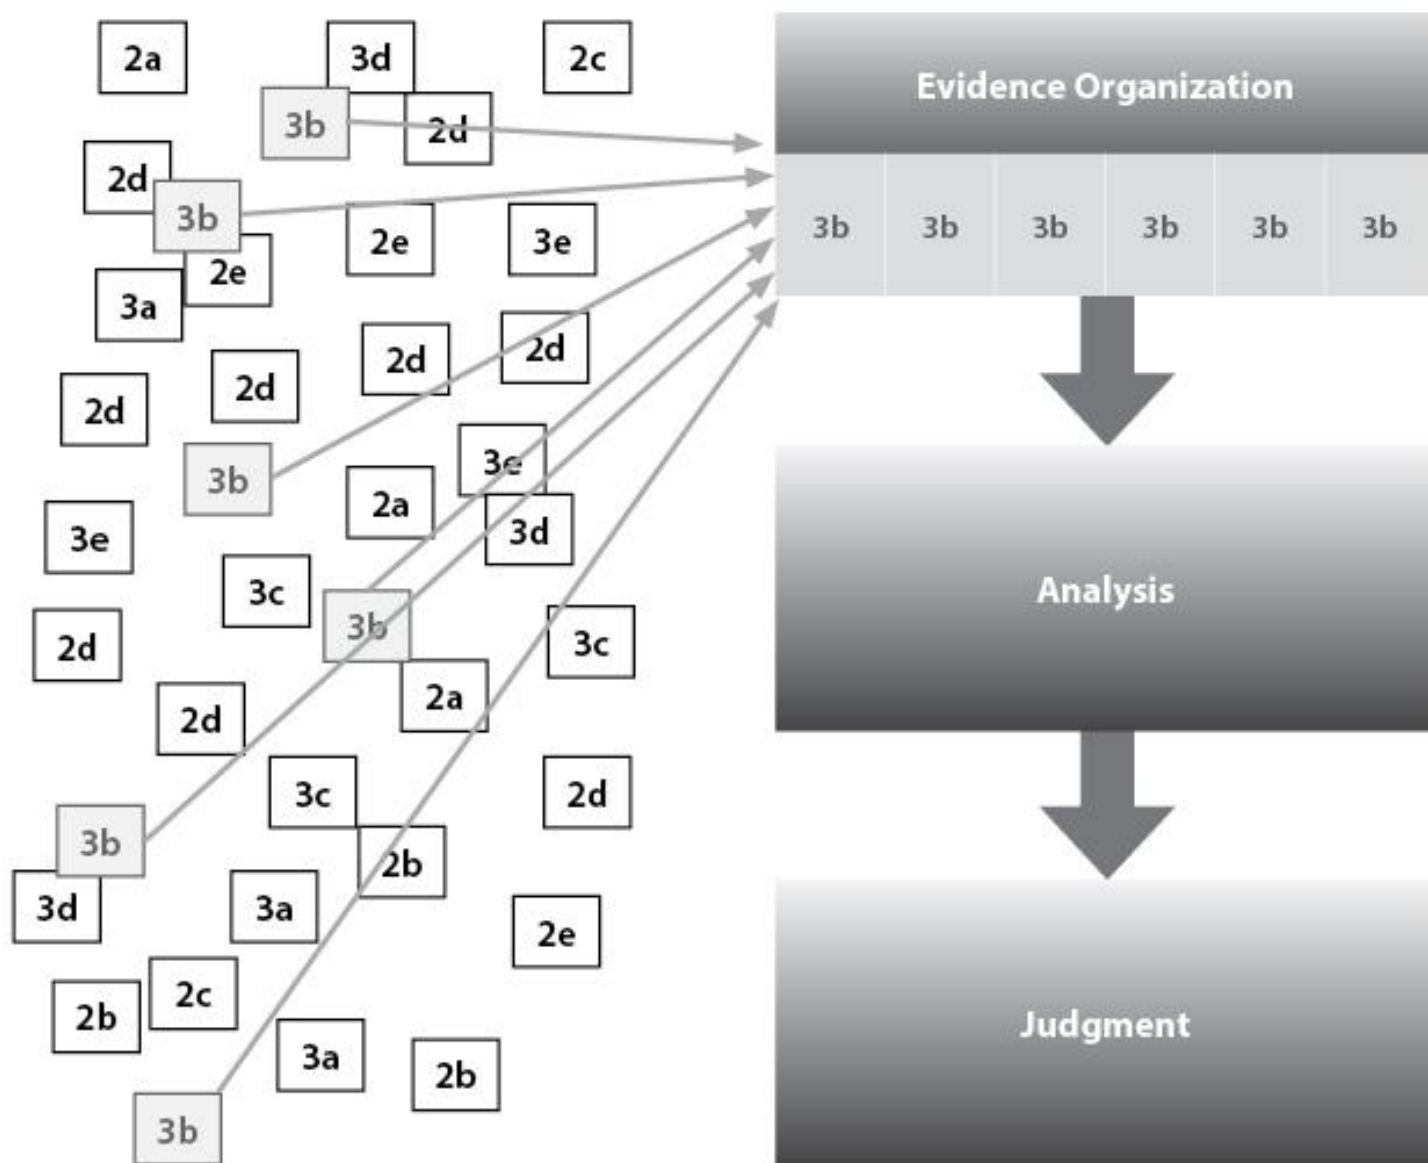 2a
3d
2c
3b
2d
2d
3b
2e
3e
2e
3a
2d
2d
2d
2d
3b
3e
2a
3d
3e
3c
3b
3c
2d
2a
2d
3c
2d
3b
2b
3d
3a
2e
2c
2b
3a
2b
3b
Evidence Organization
3b 3b 3b 3b 3b 3b
Analysis
Judgment